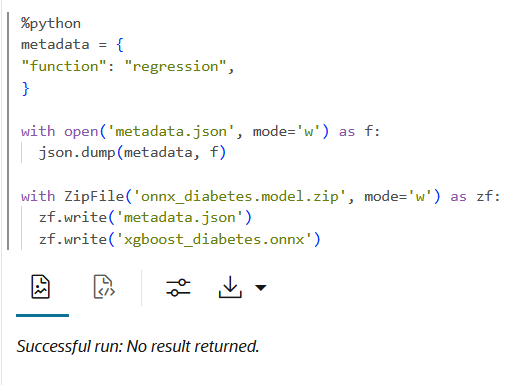 %python
metadata = {
"function": "regression",
}
with open('metadata.json', mode='w') as f:
  json.dump(metadata, f)
with ZipFile('onnx_diabetes.model.zip', mode='w') as zf:
  zf.write('metadata.json')
  zf.write('xgboost_diabetes.onnx')
Successful run: No result returned.